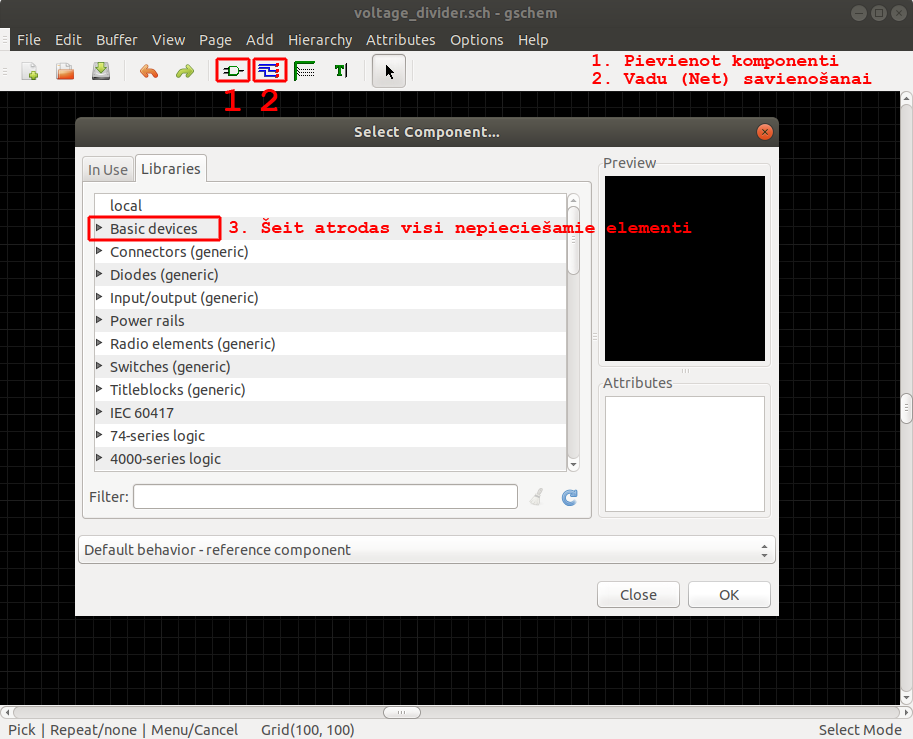 voltage_divider.sch - gschem
File Edit Buffer View Page Add Hierarchy Attributes Options Help
1. Pievienot komponenti
2. Vadu (Net) savienošanai
1 2
Select Component...
In Use Libraries
Preview
local
Basic devices
3. Šeit atrodas visi nepieciešamie elementi
Connectors (generic)
Diodes (generic)
Input/output (generic)
Power rails
Radio elements (generic)
Switches (generic)
Titleblocks (generic)
IEC 60417
74-series logic
4000-series logic
Attributes
Filter:
Default behavior - reference component
Close OK
Pick | Repeat/none | Menu/Cancel Grid(100, 100) Select Mode